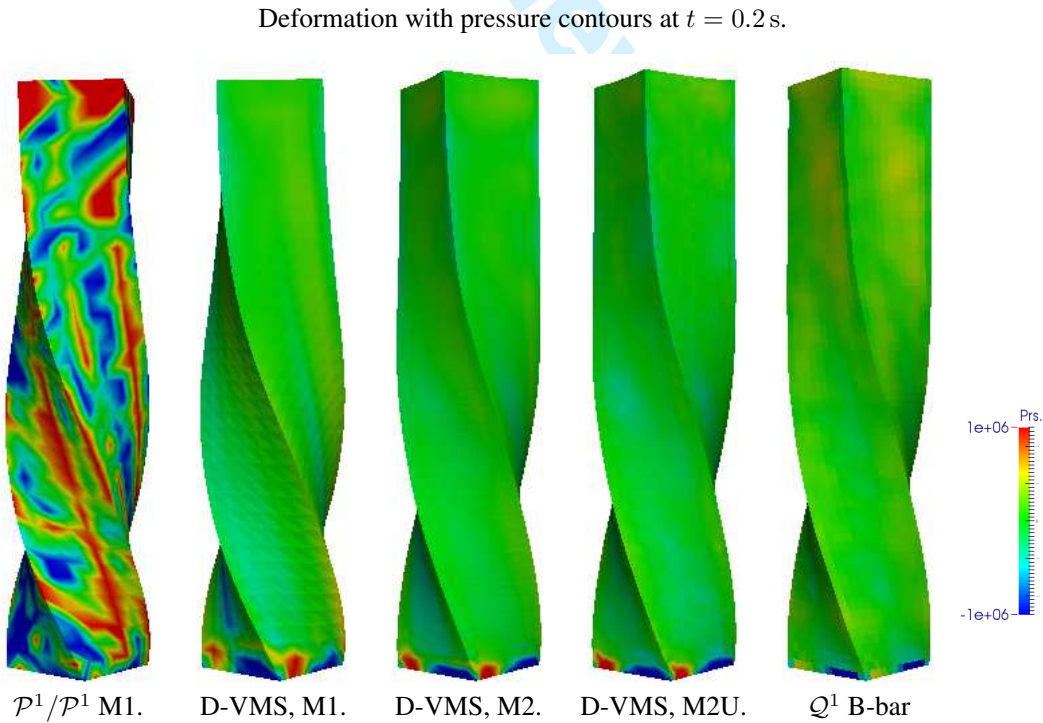 Deformation with pressure contours at t = 0.2 s.
Prs.
1e+06
-1e+06
𝒫¹/𝒫¹ M1.
D-VMS, M1.
D-VMS, M2.
D-VMS, M2U.
𝒬¹ B-bar